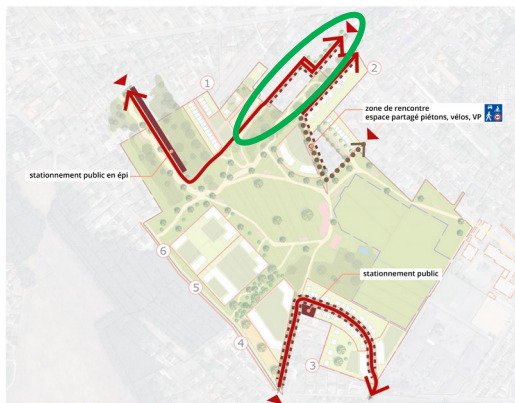 1
2
zone de rencontre
espace partagé piétons, vélos, VP
stationnement public en épi
6
stationnement public
5
4
3